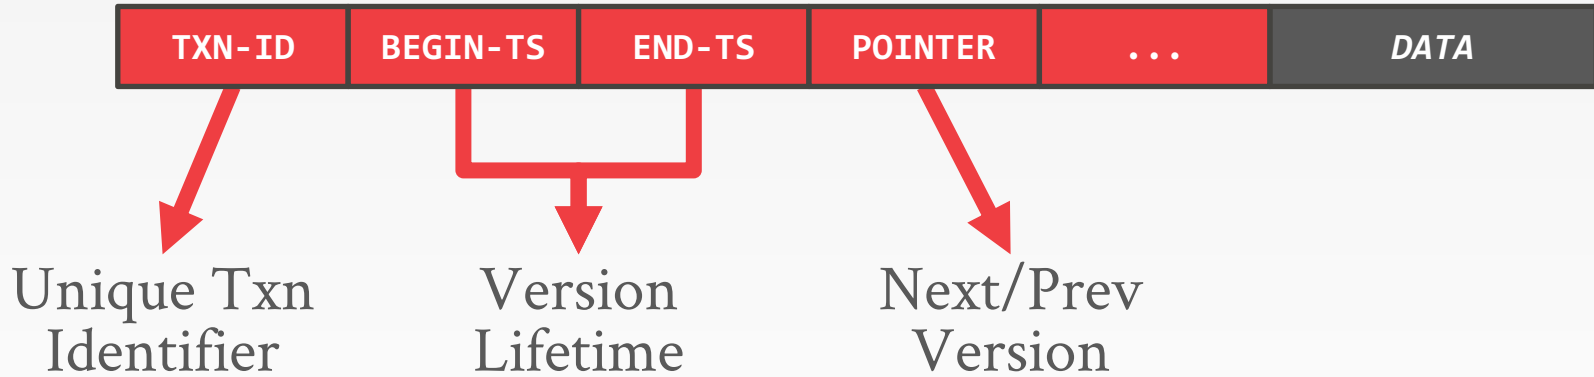 TXN-ID BEGIN-TS END-TS POINTER ... DATA
Unique Txn
Identifier
Version
Lifetime
Next/Prev
Version